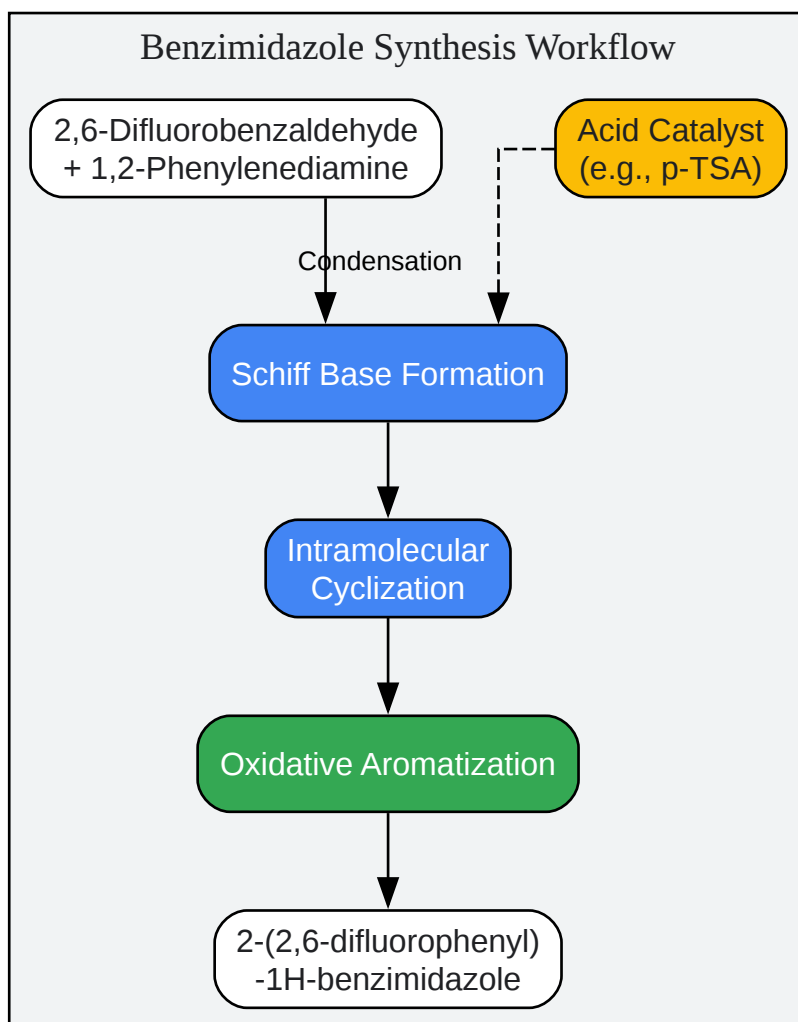 Benzimidazole Synthesis Workflow
2,6-Difluorobenzaldehyde
+ 1,2-Phenylenediamine
Acid Catalyst
(e.g., p-TSA)
Condensation
Schiff Base Formation
Intramolecular
Cyclization
Oxidative Aromatization
2-(2,6-difluorophenyl)
-1H-benzimidazole